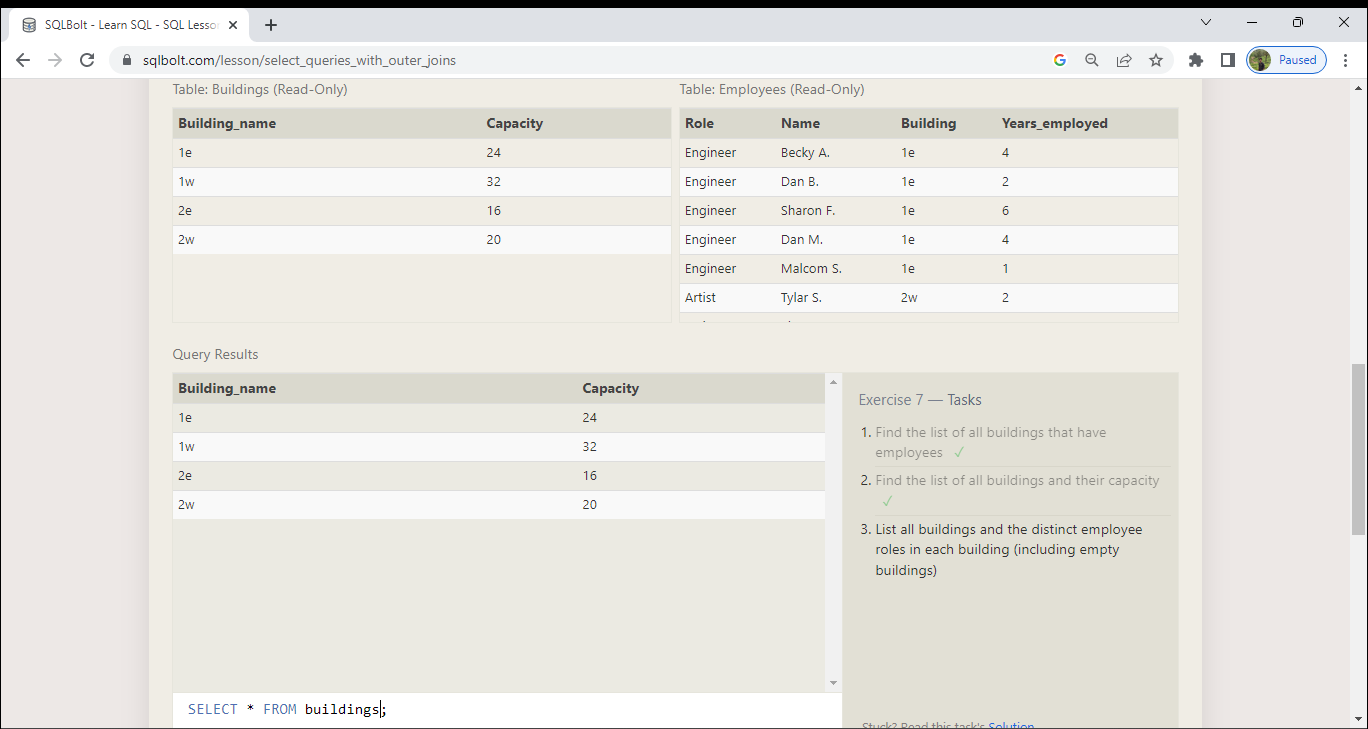 SQLBolt - Learn SQL - SQL Lesso
sqlbolt.com/lesson/select_queries_with_outer_joins
Paused
Table: Buildings (Read-Only)
Building_name Capacity
1e 24
1w 32
2e 16
2w 20
Table: Employees (Read-Only)
Role Name Building Years_employed
Engineer Becky A. 1e 4
Engineer Dan B. 1e 2
Engineer Sharon F. 1e 6
Engineer Dan M. 1e 4
Engineer Malcom S. 1e 1
Artist Tylar S. 2w 2
Query Results
Building_name Capacity
1e 24
1w 32
2e 16
2w 20
Exercise 7 — Tasks
1. Find the list of all buildings that have
employees ✓
2. Find the list of all buildings and their capacity
✓
3. List all buildings and the distinct employee
roles in each building (including empty
buildings)
SELECT * FROM buildings;
Stuck? Read this task's Solution